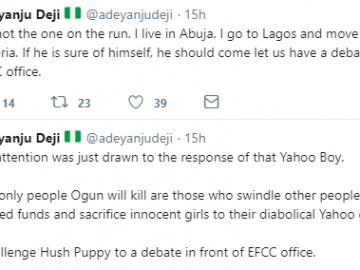 yanju Deji @adeyanjudeji · 15h
not the one on the run. I live in Abuja. I go to Lagos and move
ria. If he is sure of himself, he should come let us have a deba
C office.
14 23 39
yanju Deji @adeyanjudeji · 15h
attention was just drawn to the response of that Yahoo Boy.
only people Ogun will kill are those who swindle other people
ed funds and sacrifice innocent girls to their diabolical Yahoo
allenge Hush Puppy to a debate in front of EFCC office.